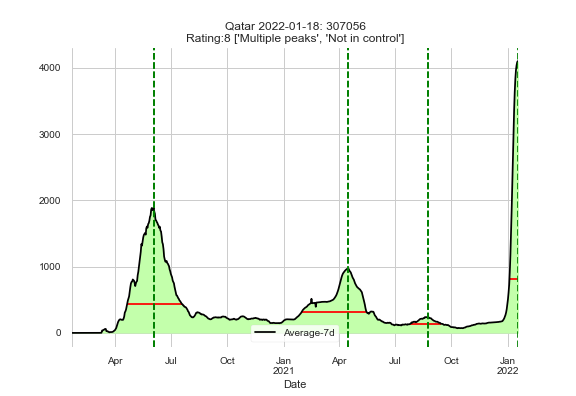 Qatar 2022-01-18: 307056
Rating:8 ['Multiple peaks', 'Not in control']
4000
3000
2000
1000
0
Average-7d
Apr Jul Oct Jan Apr Jul Oct Jan
2021 2022
Date